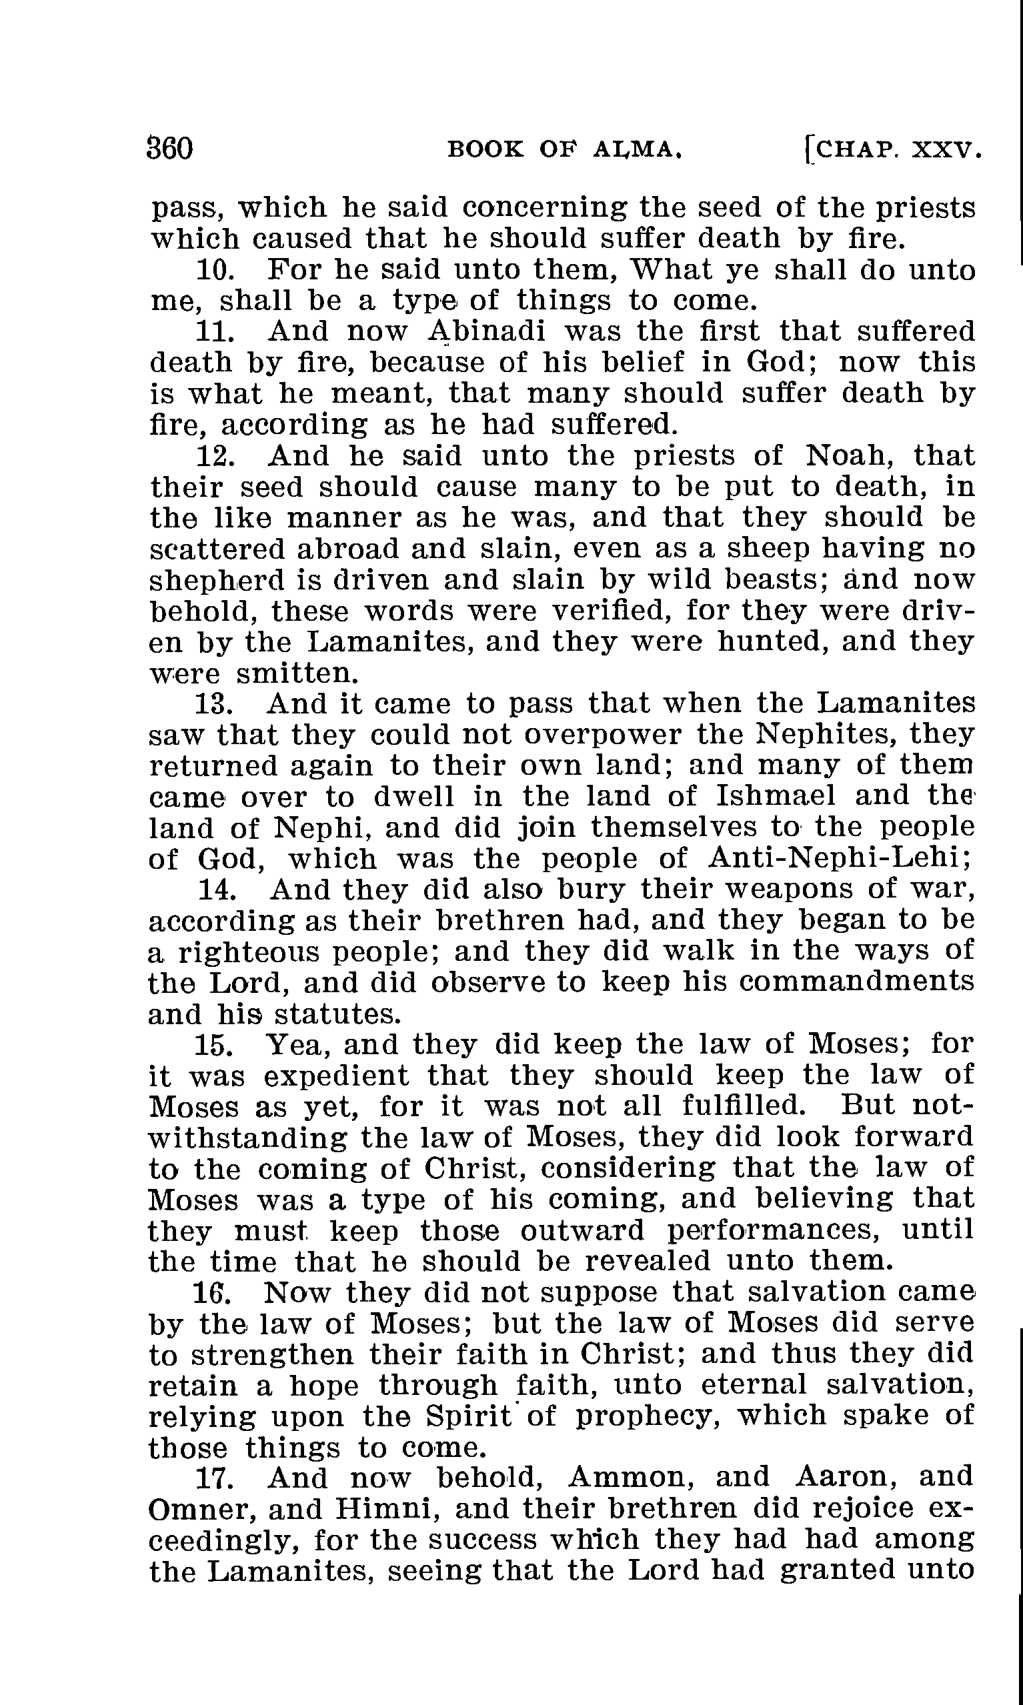 360 BOOK OF ALMA. [CHAP. XXV.
pass, which he said concerning the seed of the priests
which caused that he should suffer death by fire.
10. For he said unto them, What ye shall do unto
me, shall be a type of things to come.
11. And now Abinadi was the first that suffered
death by fire, because of his belief in God; now this
is what he meant, that many should suffer death by
fire, according as he had suffered.
12. And he said unto the priests of Noah, that
their seed should cause many to be put to death, in
the like manner as he was, and that they should be
scattered abroad and slain, even as a sheep having no
shepherd is driven and slain by wild beasts; and now
behold, these words were verified, for they were driv-
en by the Lamanites, and they were hunted, and they
were smitten.
13. And it came to pass that when the Lamanites
saw that they could not overpower the Nephites, they
returned again to their own land; and many of them
came over to dwell in the land of Ishmael and the
land of Nephi, and did join themselves to the people
of God, which was the people of Anti-Nephi-Lehi;
14. And they did also bury their weapons of war,
according as their brethren had, and they began to be
a righteous people; and they did walk in the ways of
the Lord, and did observe to keep his commandments
and his statutes.
15. Yea, and they did keep the law of Moses; for
it was expedient that they should keep the law of
Moses as yet, for it was not all fulfilled. But not-
withstanding the law of Moses, they did look forward
to the coming of Christ, considering that the law of
Moses was a type of his coming, and believing that
they must keep those outward performances, until
the time that he should be revealed unto them.
16. Now they did not suppose that salvation came
by the law of Moses; but the law of Moses did serve
to strengthen their faith in Christ; and thus they did
retain a hope through faith, unto eternal salvation,
relying upon the Spirit of prophecy, which spake of
those things to come.
17. And now behold, Ammon, and Aaron, and
Omner, and Himni, and their brethren did rejoice ex-
ceedingly, for the success which they had had among
the Lamanites, seeing that the Lord had granted unto